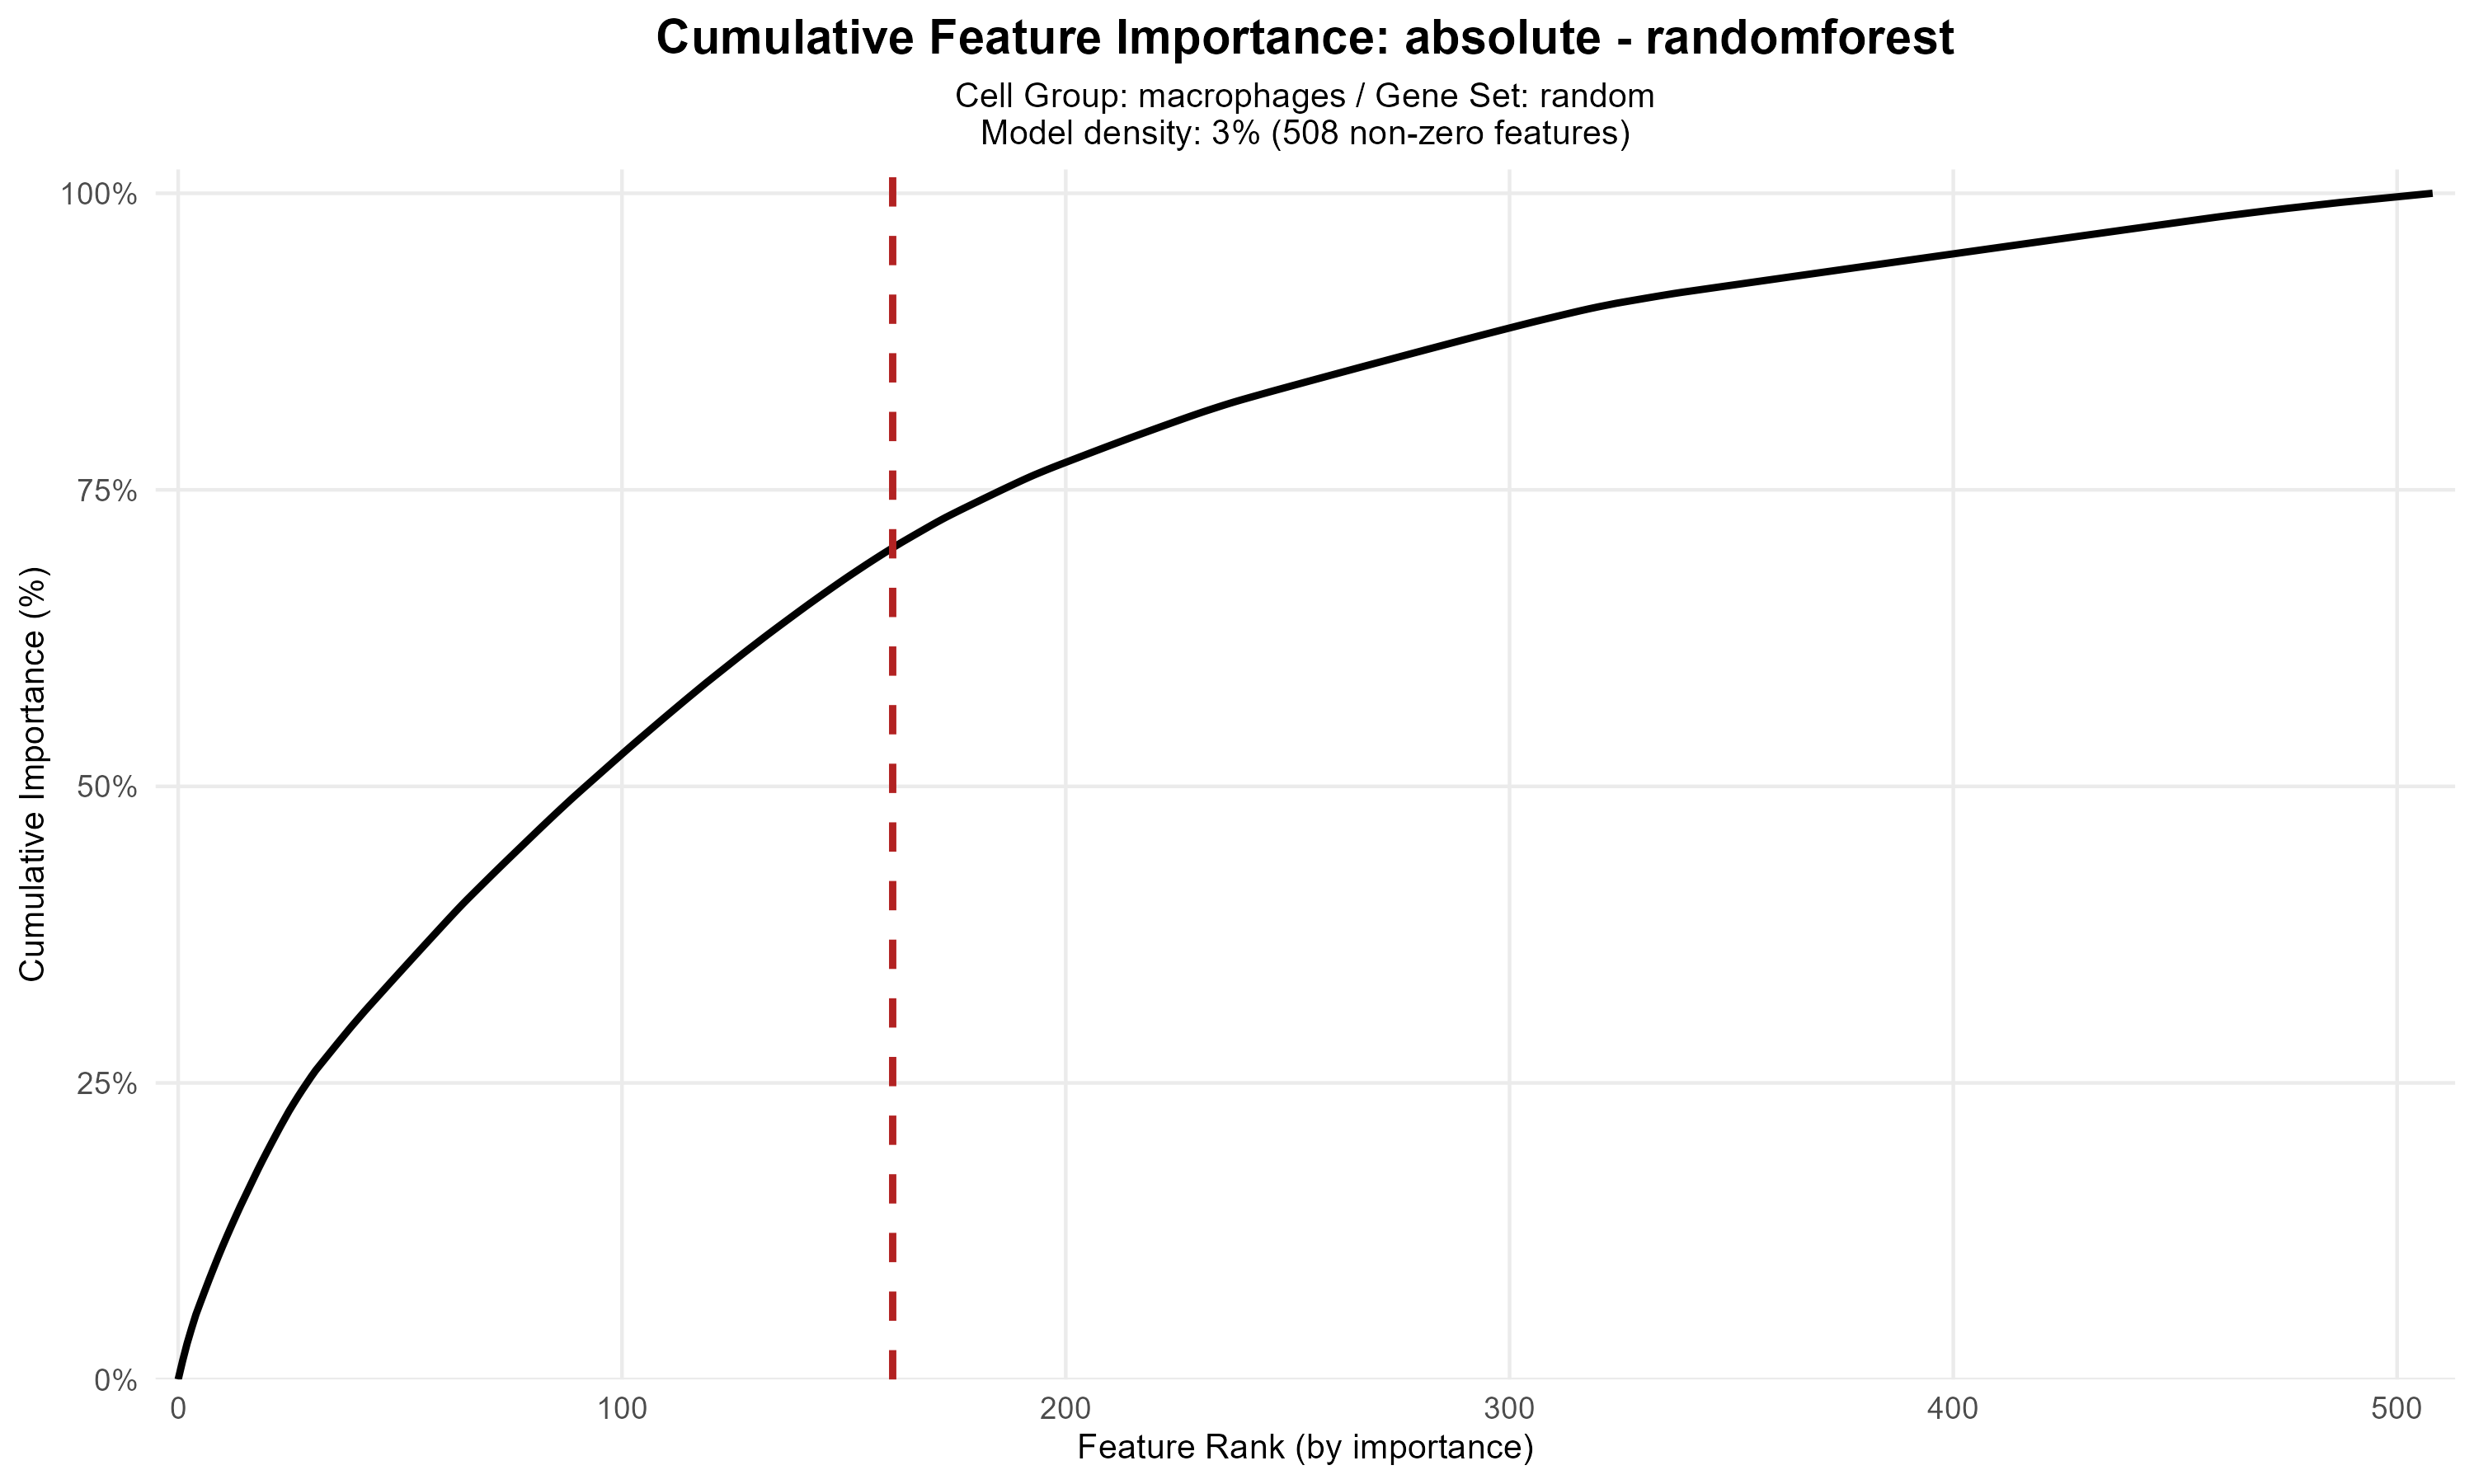 Cumulative Feature Importance: absolute - randomforest
Cell Group: macrophages / Gene Set: random
Model density: 3% (508 non-zero features)
Cumulative Importance (%)
100%
75%
50%
25%
0%
0 100 200 300 400 500
Feature Rank (by importance)